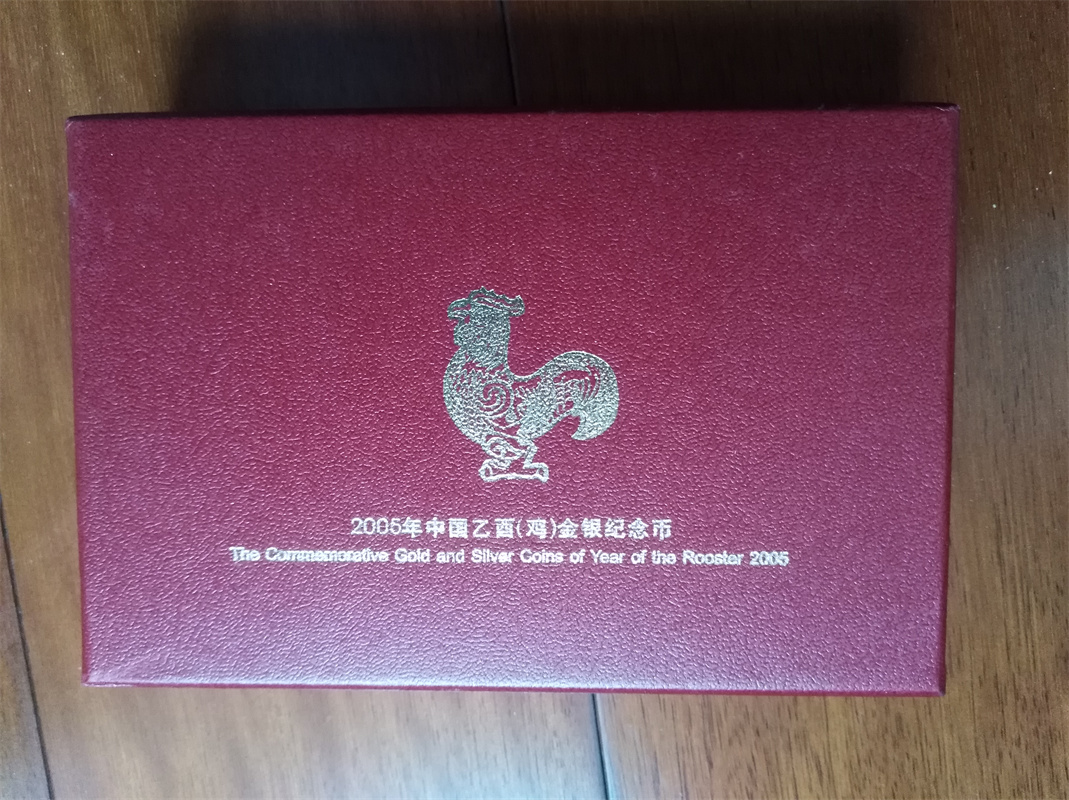 2005年中国乙酉(鸡)金银纪念币
The Commemorative Gold and Silver Coins of Year of the Rooster 2005